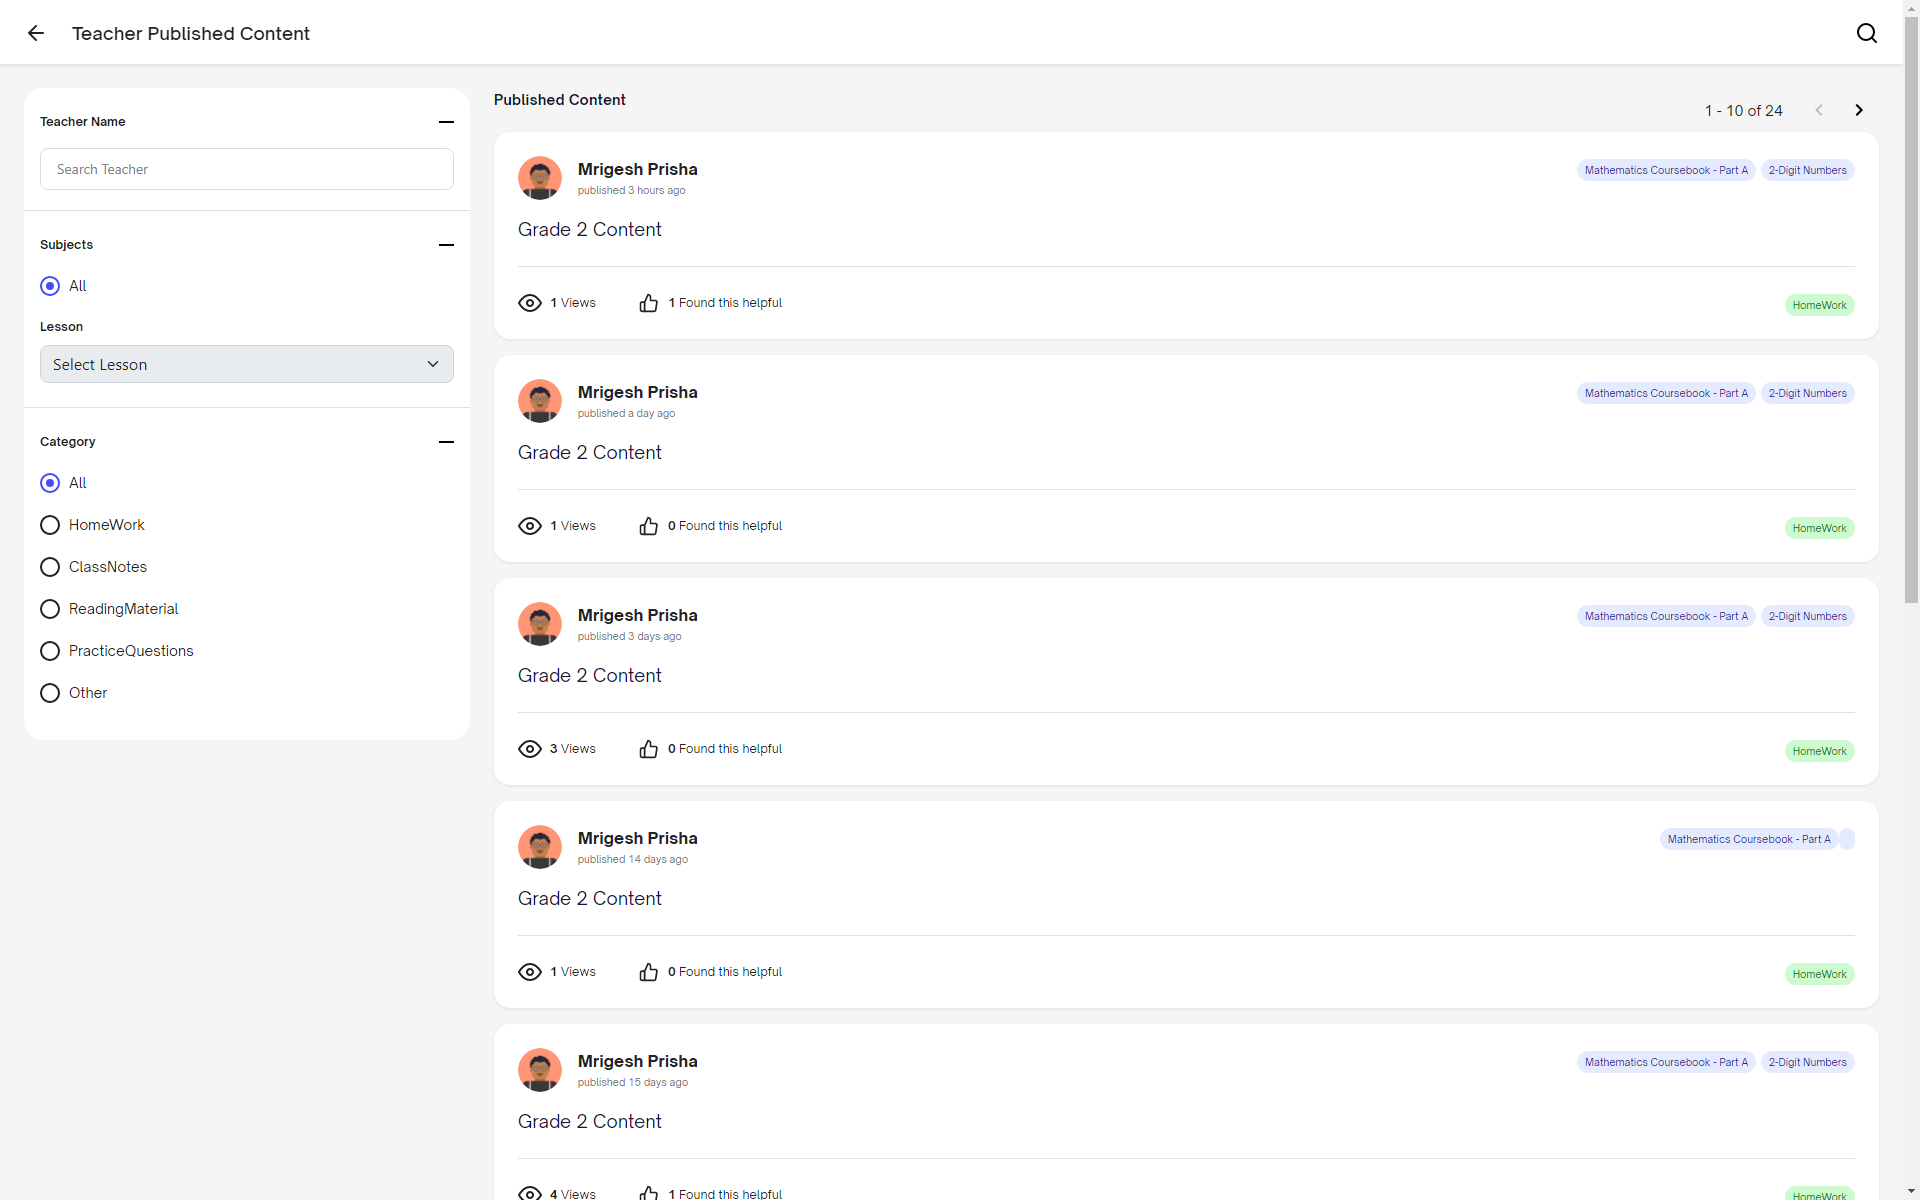 Teacher Published Content
Teacher Name
Search Teacher
Subjects
All
Lesson
Select Lesson
Category
All
HomeWork
ClassNotes
ReadingMaterial
PracticeQuestions
Other
Published Content
1 - 10 of 24
Mrigesh Prisha
published 3 hours ago
Mathematics Coursebook - Part A
2-Digit Numbers
Grade 2 Content
1 Views
1 Found this helpful
HomeWork
Mrigesh Prisha
published a day ago
Mathematics Coursebook - Part A
2-Digit Numbers
Grade 2 Content
1 Views
0 Found this helpful
HomeWork
Mrigesh Prisha
published 3 days ago
Mathematics Coursebook - Part A
2-Digit Numbers
Grade 2 Content
3 Views
0 Found this helpful
HomeWork
Mrigesh Prisha
published 14 days ago
Mathematics Coursebook - Part A
Grade 2 Content
1 Views
0 Found this helpful
HomeWork
Mrigesh Prisha
published 15 days ago
Mathematics Coursebook - Part A
2-Digit Numbers
Grade 2 Content
4 Views
1 Found this helpful
HomeWork